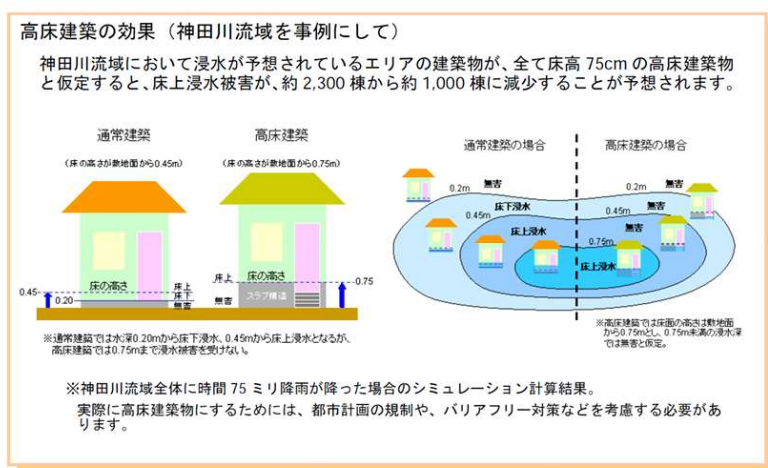 高床建築の効果（神田川流域を事例にして）
神田川流域において浸水が予想されているエリアの建築物が、全て床高75cmの高床建築物
と仮定すると、床上浸水被害が、約2,300棟から約1,000棟に減少することが予想されます。
通常建築
（床の高さが敷地面から0.45m）
高床建築
（床の高さが敷地面から0.75m）
床の高さ
0.45
0.20
床上
床下
無害
床上
無害
床の高さ
スラブ構造
0.75
※通常建築では水深0.20mから床下浸水、0.45mから床上浸水となるが、
高床建築では0.75mまで浸水被害を受けない。
通常建築の場合
高床建築の場合
0.2m
無害
0.2m
無害
床下浸水
0.45m
0.45m
無害
床上浸水
無害
0.75m
床上浸水
※高床建築では床面の高さは敷地面
から0.75mとし、0.75m未満の浸水深
では無害と仮定。
※神田川流域全体に時間75ミリ降雨が降った場合のシミュレーション計算結果。
実際に高床建築物にするためには、都市計画の規制や、バリアフリー対策などを考慮する必要があ
ります。